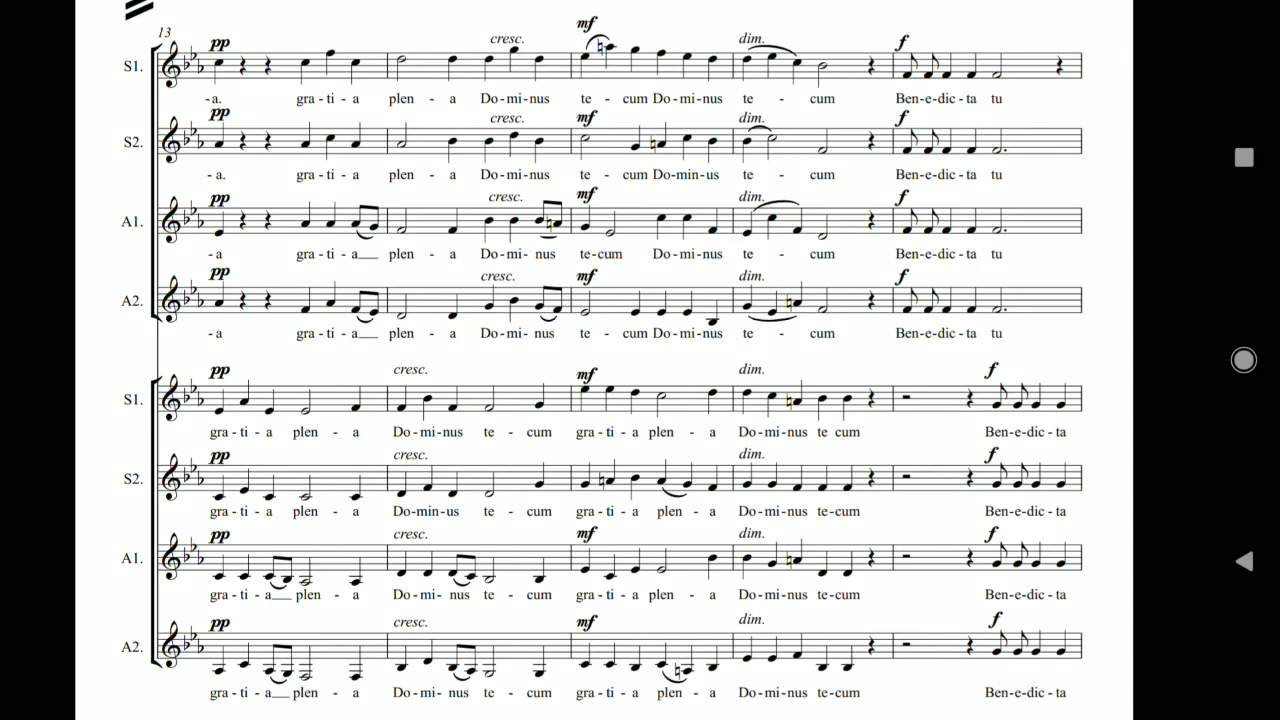 13
pp cresc. mf dim. f
S1.
-a. gra-ti-a plen-a Do-mi-nus te-cum Do-mi-nus te-cum Ben-e-dic-ta tu
pp cresc. mf dim. f
S2.
-a. gra-ti-a plen-a Do-mi-nus te-cum Do-min-us te-cum Ben-e-dic-ta tu
pp cresc. mf dim. f
A1.
-a gra-ti-a plen-a Do-mi-nus te-cum Do-mi-nus te-cum Ben-e-dic-ta tu
pp cresc. mf dim. f
A2.
-a gra-ti-a plen-a Do-mi-nus te-cum Do-mi-nus te-cum Ben-e-dic-ta tu
pp cresc. mf dim. f
S1.
gra-ti-a plen-a Do-mi-nus te-cum gra-ti-a plen-a Do-mi-nus te cum Ben-e-dic-ta
pp cresc. dim. f
S2.
gra-ti-a plen-a Do-min-us te-cum gra-ti-a plen-a Do-mi-nus te-cum Ben-e-dic-ta
pp cresc. mf dim. f
A1.
gra-ti-a plen-a Do-mi-nus te-cum gra-ti-a plen-a Do-mi-nus te-cum Ben-e-dic-ta
pp cresc. mf dim. f
A2.
gra-ti-a plen-a Do-mi-nus te-cum gra-ti-a plen-a Do-mi-nus te-cum Ben-e-dic-ta